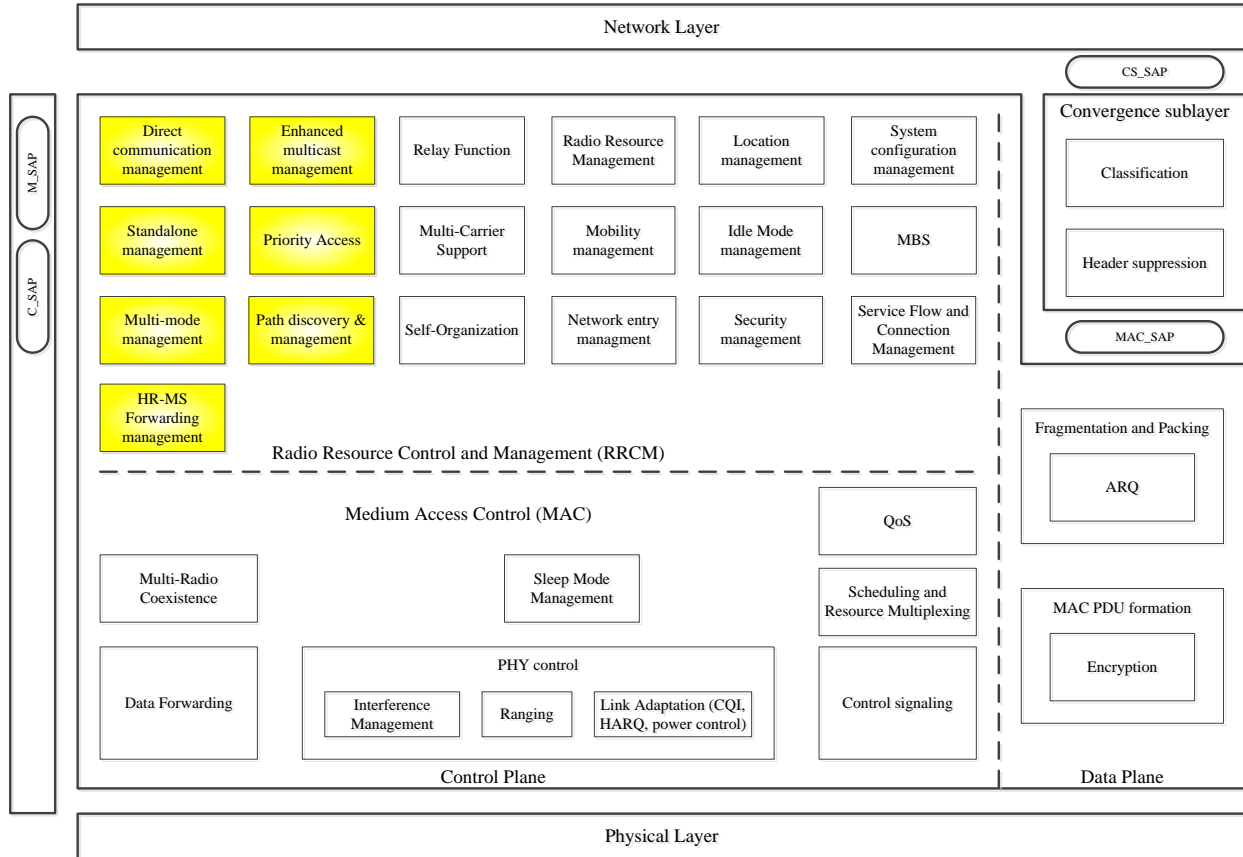 Network Layer
CS_SAP
M_SAP
C_SAP
Direct
communication
management
Enhanced
multicast
management
Relay Function
Radio Resource
Management
Location
management
System
configuration
management
Convergence sublayer
Classification
Standalone
management
Priority Access
Multi-Carrier
Support
Mobility
management
Idle Mode
management
MBS
Header suppression
Multi-mode
management
Path discovery &
management
Self-Organization
Network entry
managment
Security
management
Service Flow and
Connection
Management
MAC_SAP
HR-MS
Forwarding
management
Radio Resource Control and Management (RRCM)
Fragmentation and Packing
ARQ
Medium Access Control (MAC)
QoS
Multi-Radio
Coexistence
Sleep Mode
Management
Scheduling and
Resource Multiplexing
MAC PDU formation
Encryption
Data Forwarding
PHY control
Interference
Management
Ranging
Link Adaptation (CQI,
HARQ, power control)
Control signaling
Control Plane
Data Plane
Physical Layer